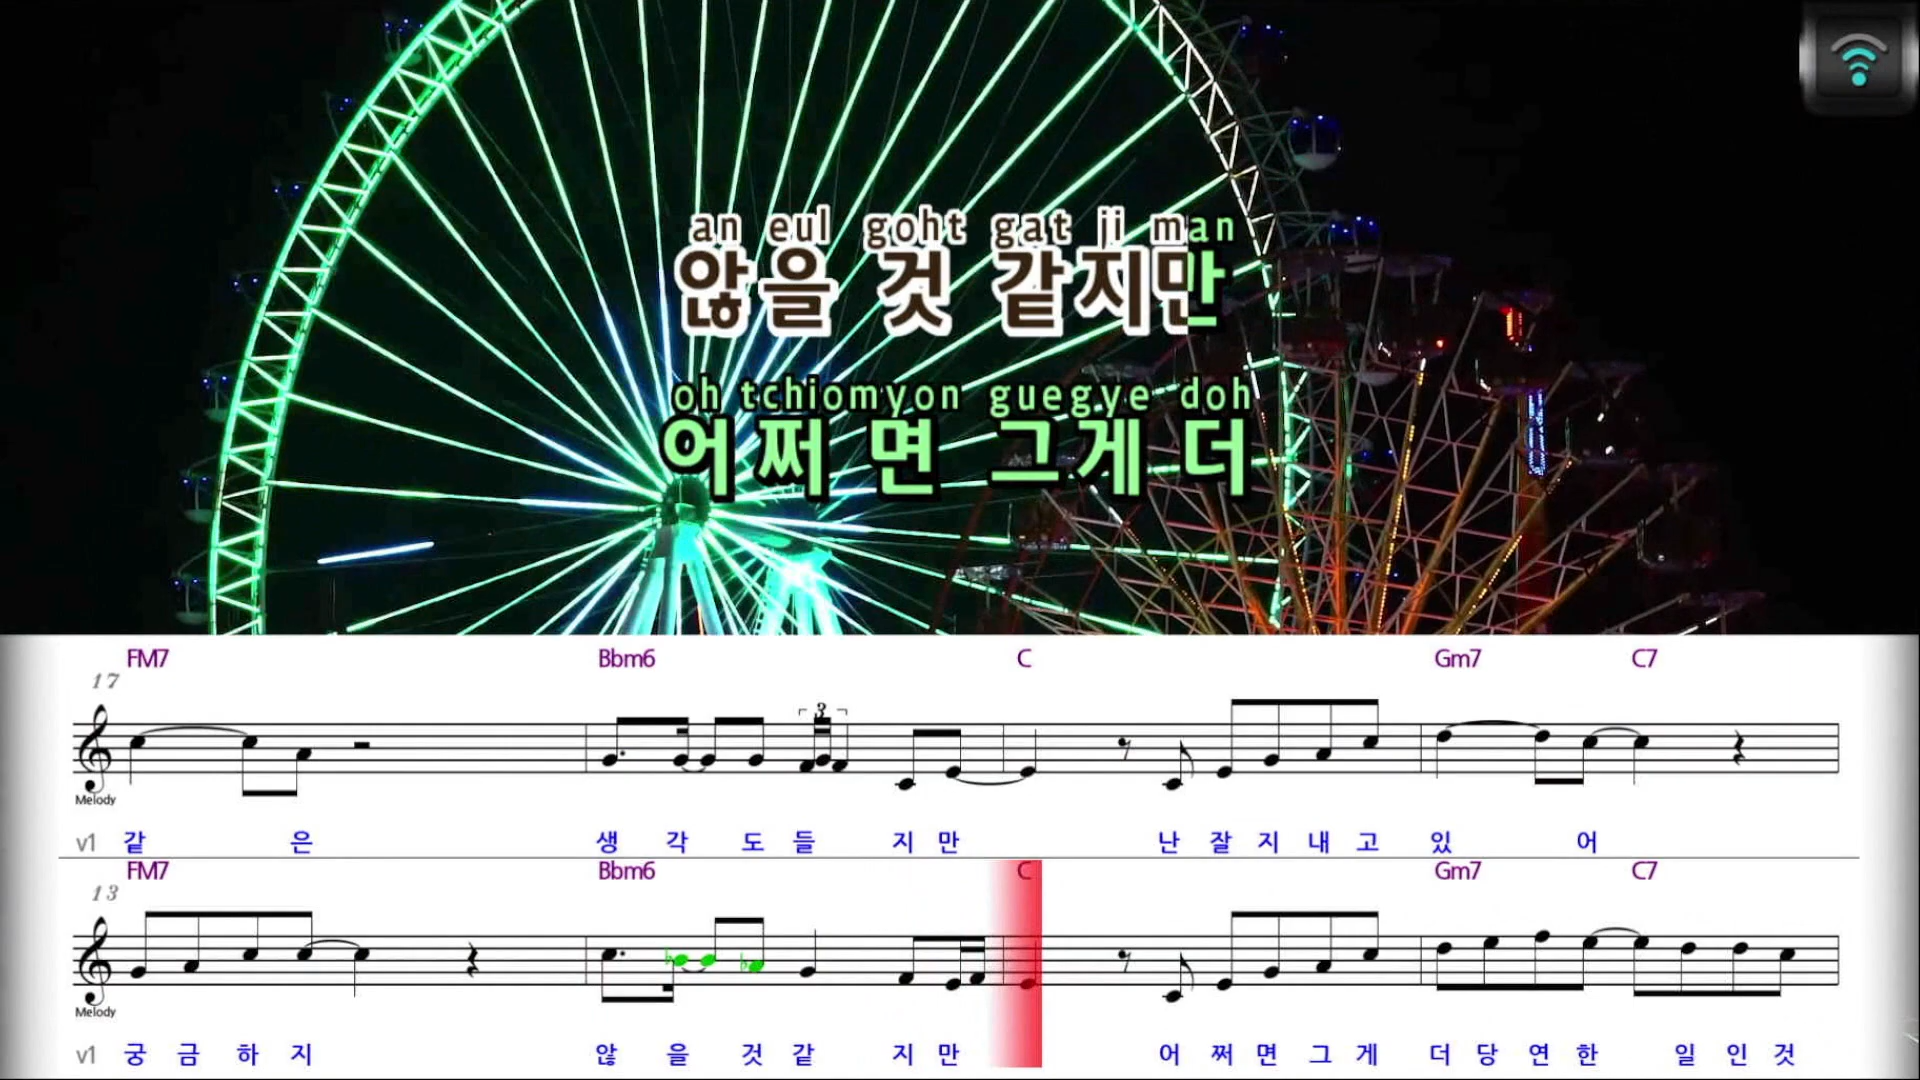 an eul goht gat ji man
않을 것 같지만
oh tchiomyon guegye doh
어쩌면 그게 더
FM7 Bbm6 C Gm7 C7
17
3
Melody
v1 같 은 생 각 도 들 지 만 난 잘 지 내 고 있 어
FM7 Bbm6 C Gm7 C7
13
Melody
v1 궁 금 하 지 않 을 것 같 지 만 어 쩌 면 그 게 더 당 연 한 일 인 것